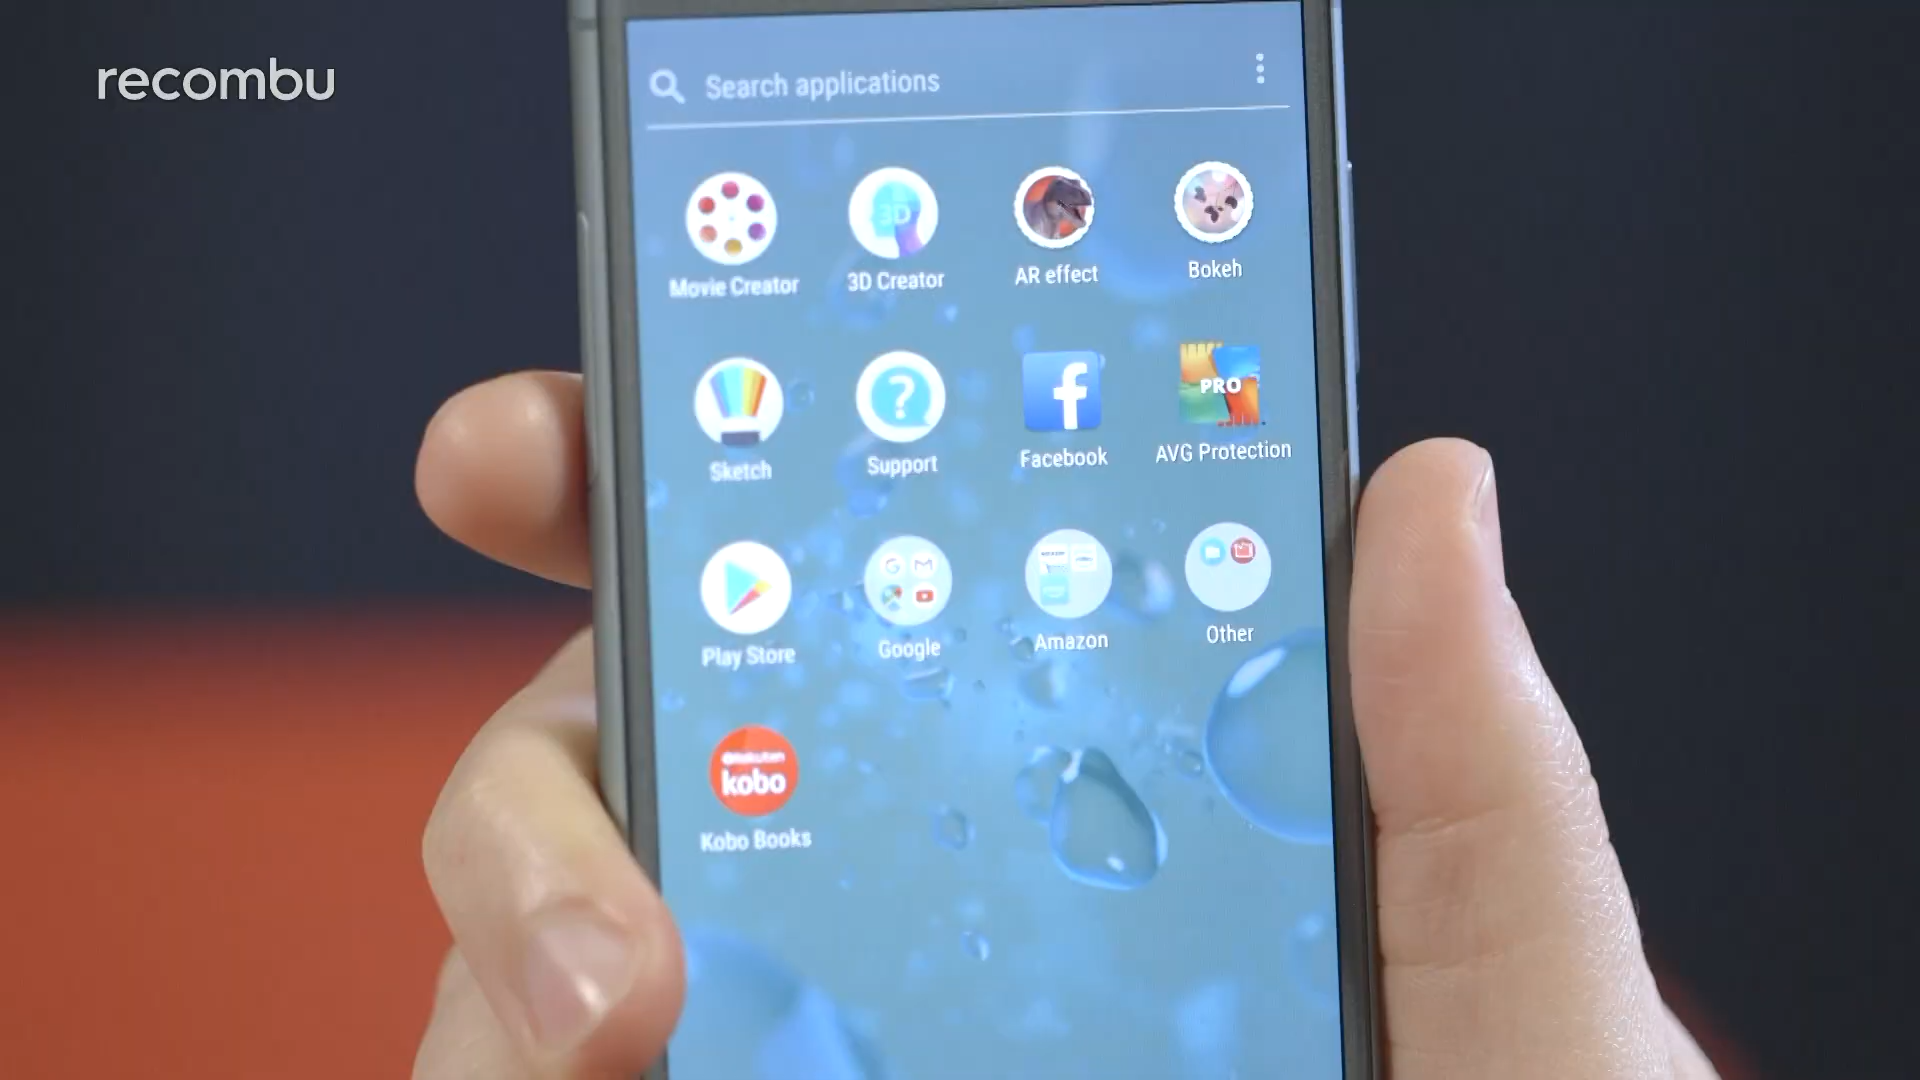 recombu
Search applications
3D
Movie Creator
3D Creator
AR effect
Bokeh
PRO
Sketch
Support
Facebook
AVG Protection
Play Store
Google
Amazon
Other
kobo
Kobo Books